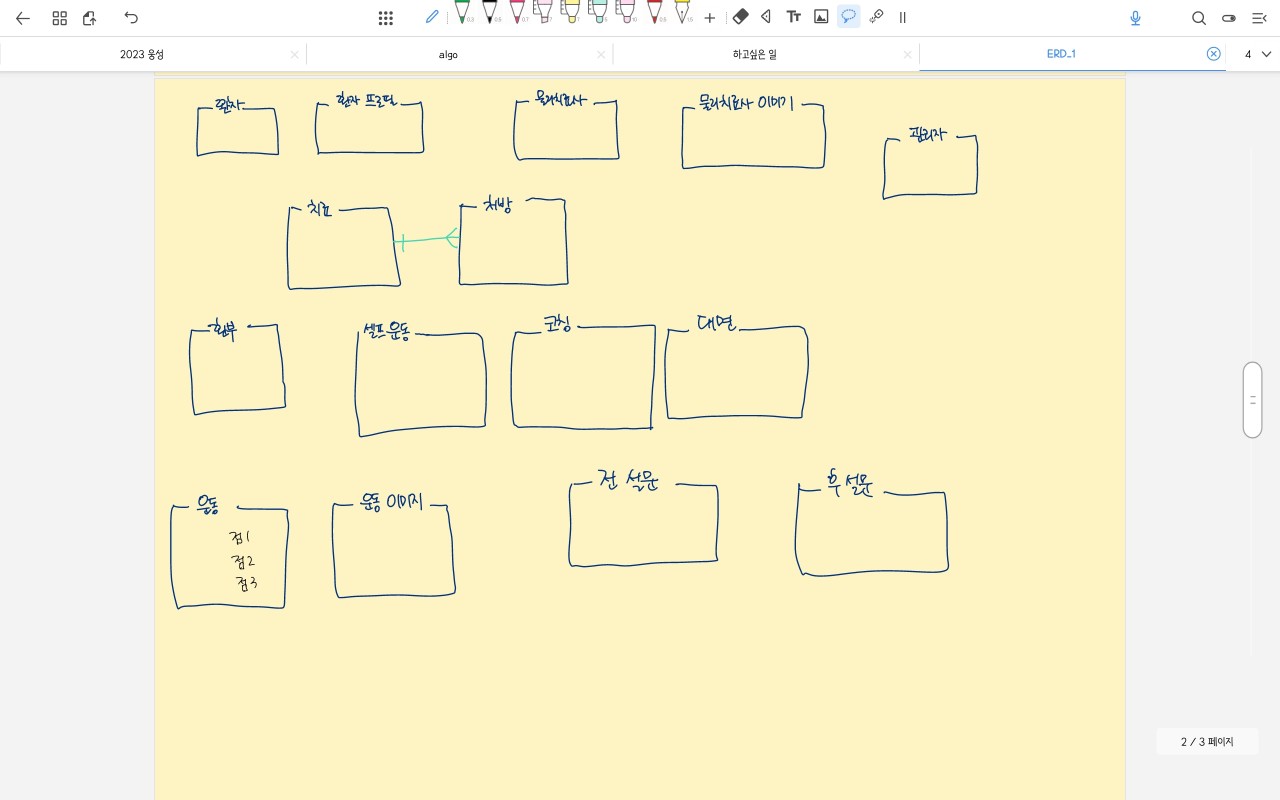 2023 웅성
algo
하고싶은 일
ERD_1
4
환자
환자 프로필
물리치료사
물리치료사 이미지
관리자
치료
처방
환부
셀프운동
코칭
대면
운동
점1
점2
점3
운동 이미지
전 설문
후 설문
2 / 3 페이지